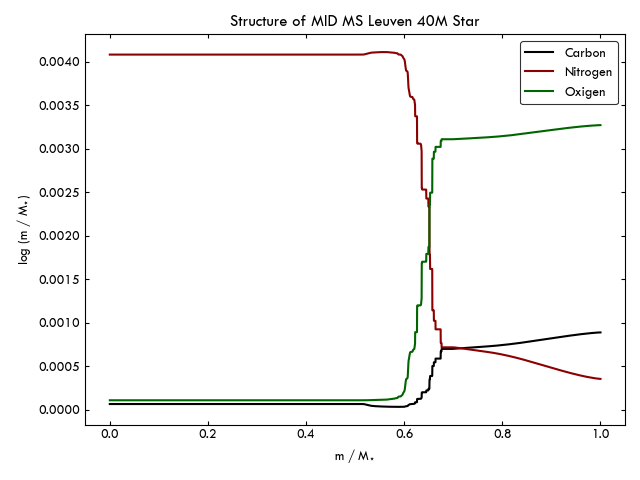 Structure of MID MS Leuven 40M Star
Carbon
Nitrogen
Oxigen
log (m / M⋆)
0.0040
0.0035
0.0030
0.0025
0.0020
0.0015
0.0010
0.0005
0.0000
0.0 0.2 0.4 0.6 0.8 1.0
m / M⋆